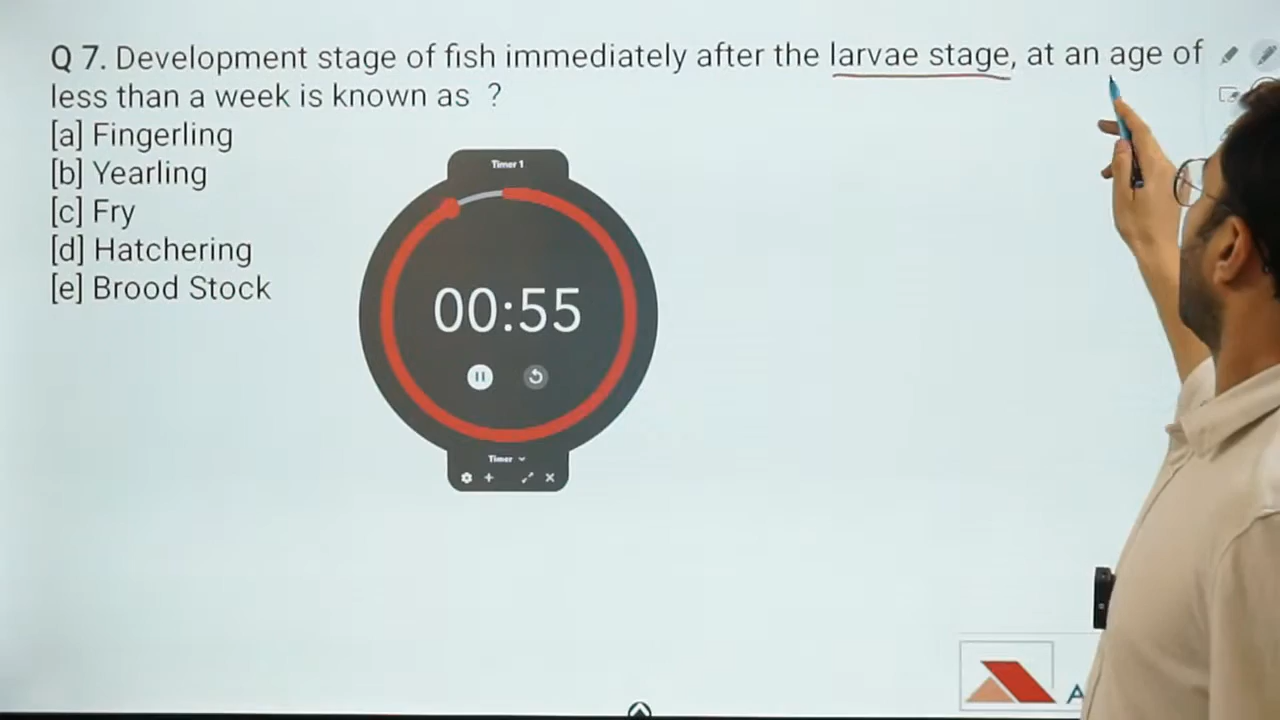 Q 7. Development stage of fish immediately after the larvae stage, at an age of
less than a week is known as ?
[a] Fingerling
[b] Yearling
[c] Fry
[d] Hatchering
[e] Brood Stock
Timer 1
00:55
Timer
A